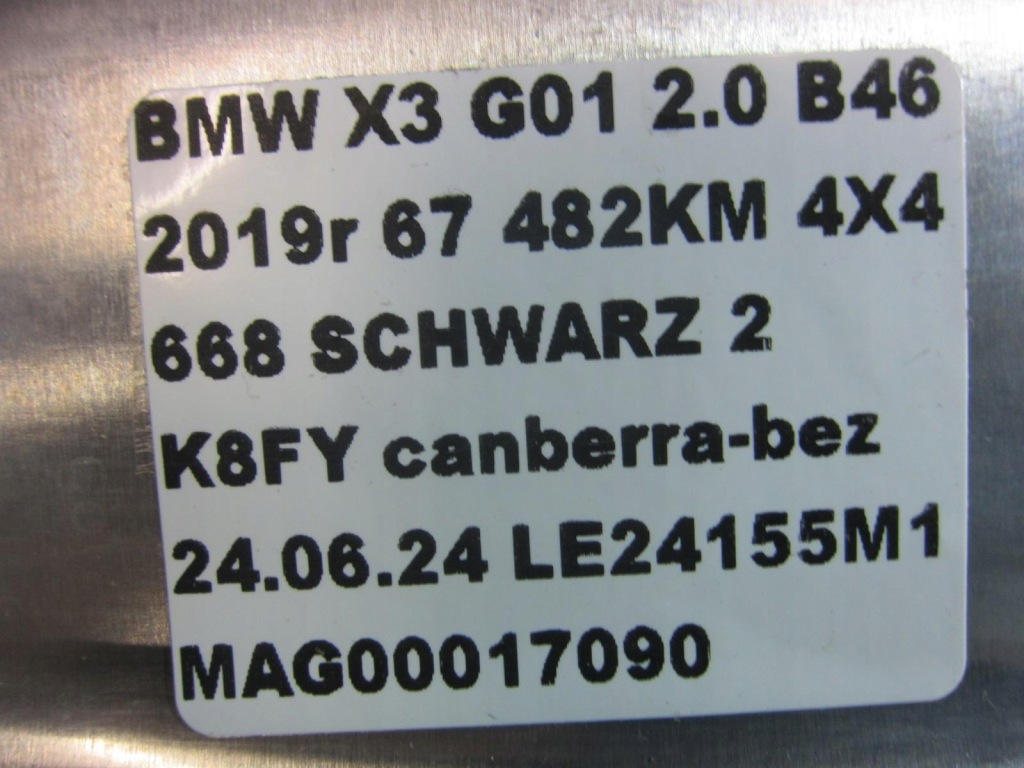 BMW X3 G01 2.0 B46
2019r 67 482KM 4X4
668 SCHWARZ 2
K8FY canberra-bez
24.06.24 LE24155M1
MAG00017090